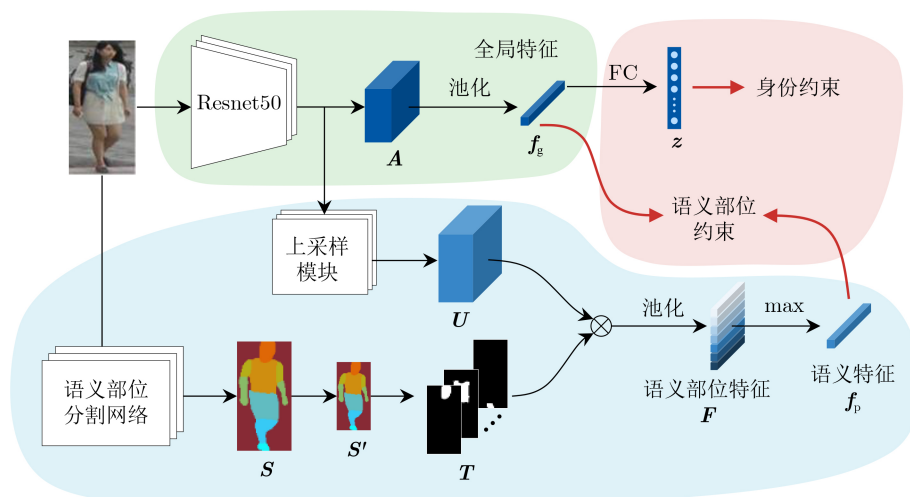 全局特征
Resnet50
池化
FC
身份约束
A
f_g
z
语义部位
约束
上采样
模块
U
池化
max
语义部位
分割网络
语义部位特征
F
语义特征
f_p
S
S′
T